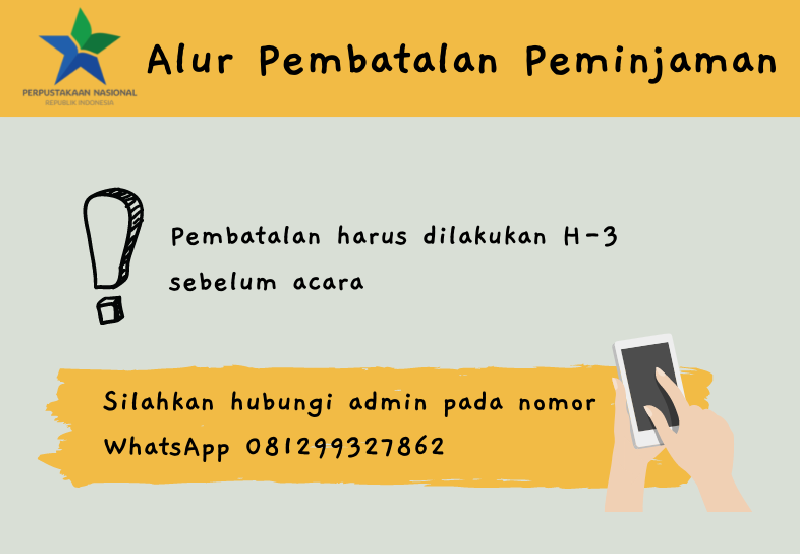 PERPUSTAKAAN NASIONAL
REPUBLIK INDONESIA
Alur Pembatalan Peminjaman
Pembatalan harus dilakukan H-3
sebelum acara
Silahkan hubungi admin pada nomor
WhatsApp 081299327862